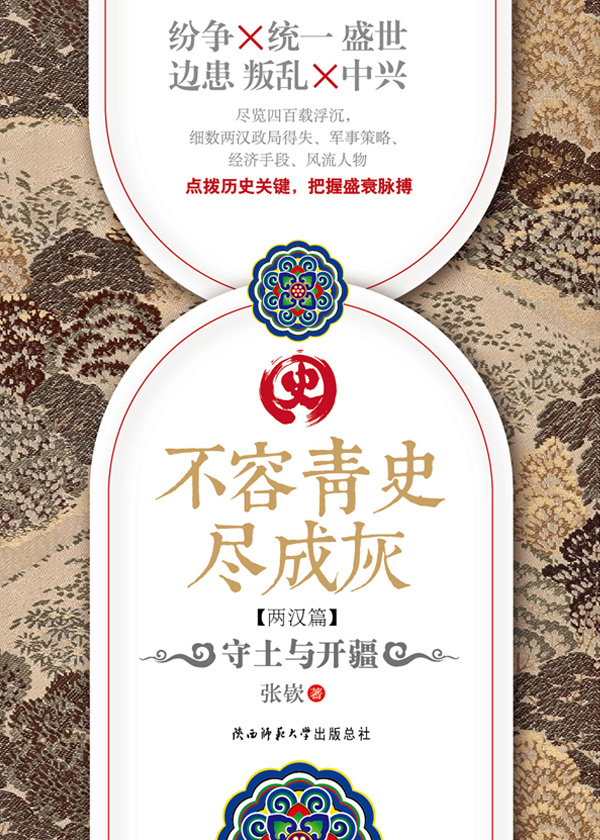 纷争×统一 盛世
边患 叛乱×中兴
尽览四百载浮沉，
细数两汉政局得失、军事策略、
经济手段、风流人物
点拨历史关键，把握盛衰脉搏
史
不容青史
尽成灰
【两汉篇】
守土与开疆
张嵚 著
陕西师范大学出版总社